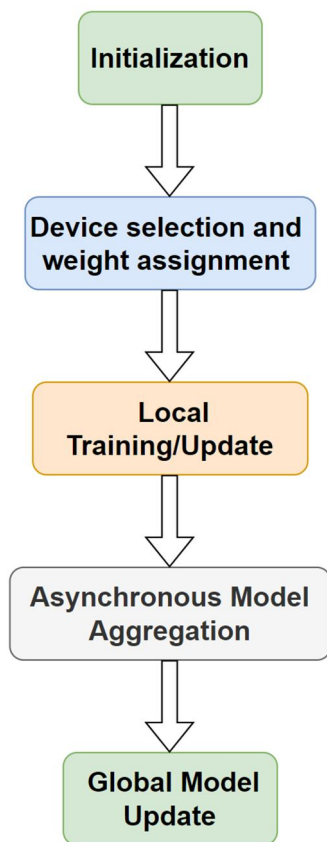 Initialization
Device selection and
weight assignment
Local
Training/Update
Asynchronous Model
Aggregation
Global Model
Update